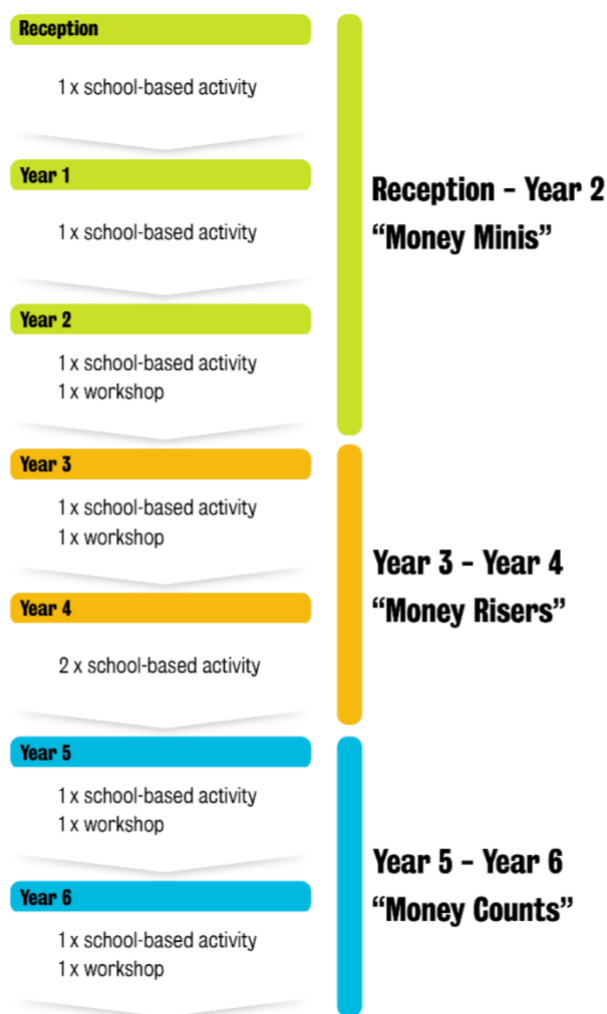 Reception
1 x school-based activity
Year 1
1 x school-based activity
Year 2
1 x school-based activity
1 x workshop
Reception - Year 2
“Money Minis”
Year 3
1 x school-based activity
1 x workshop
Year 4
2 x school-based activity
Year 3 - Year 4
“Money Risers”
Year 5
1 x school-based activity
1 x workshop
Year 6
1 x school-based activity
1 x workshop
Year 5 - Year 6
“Money Counts”